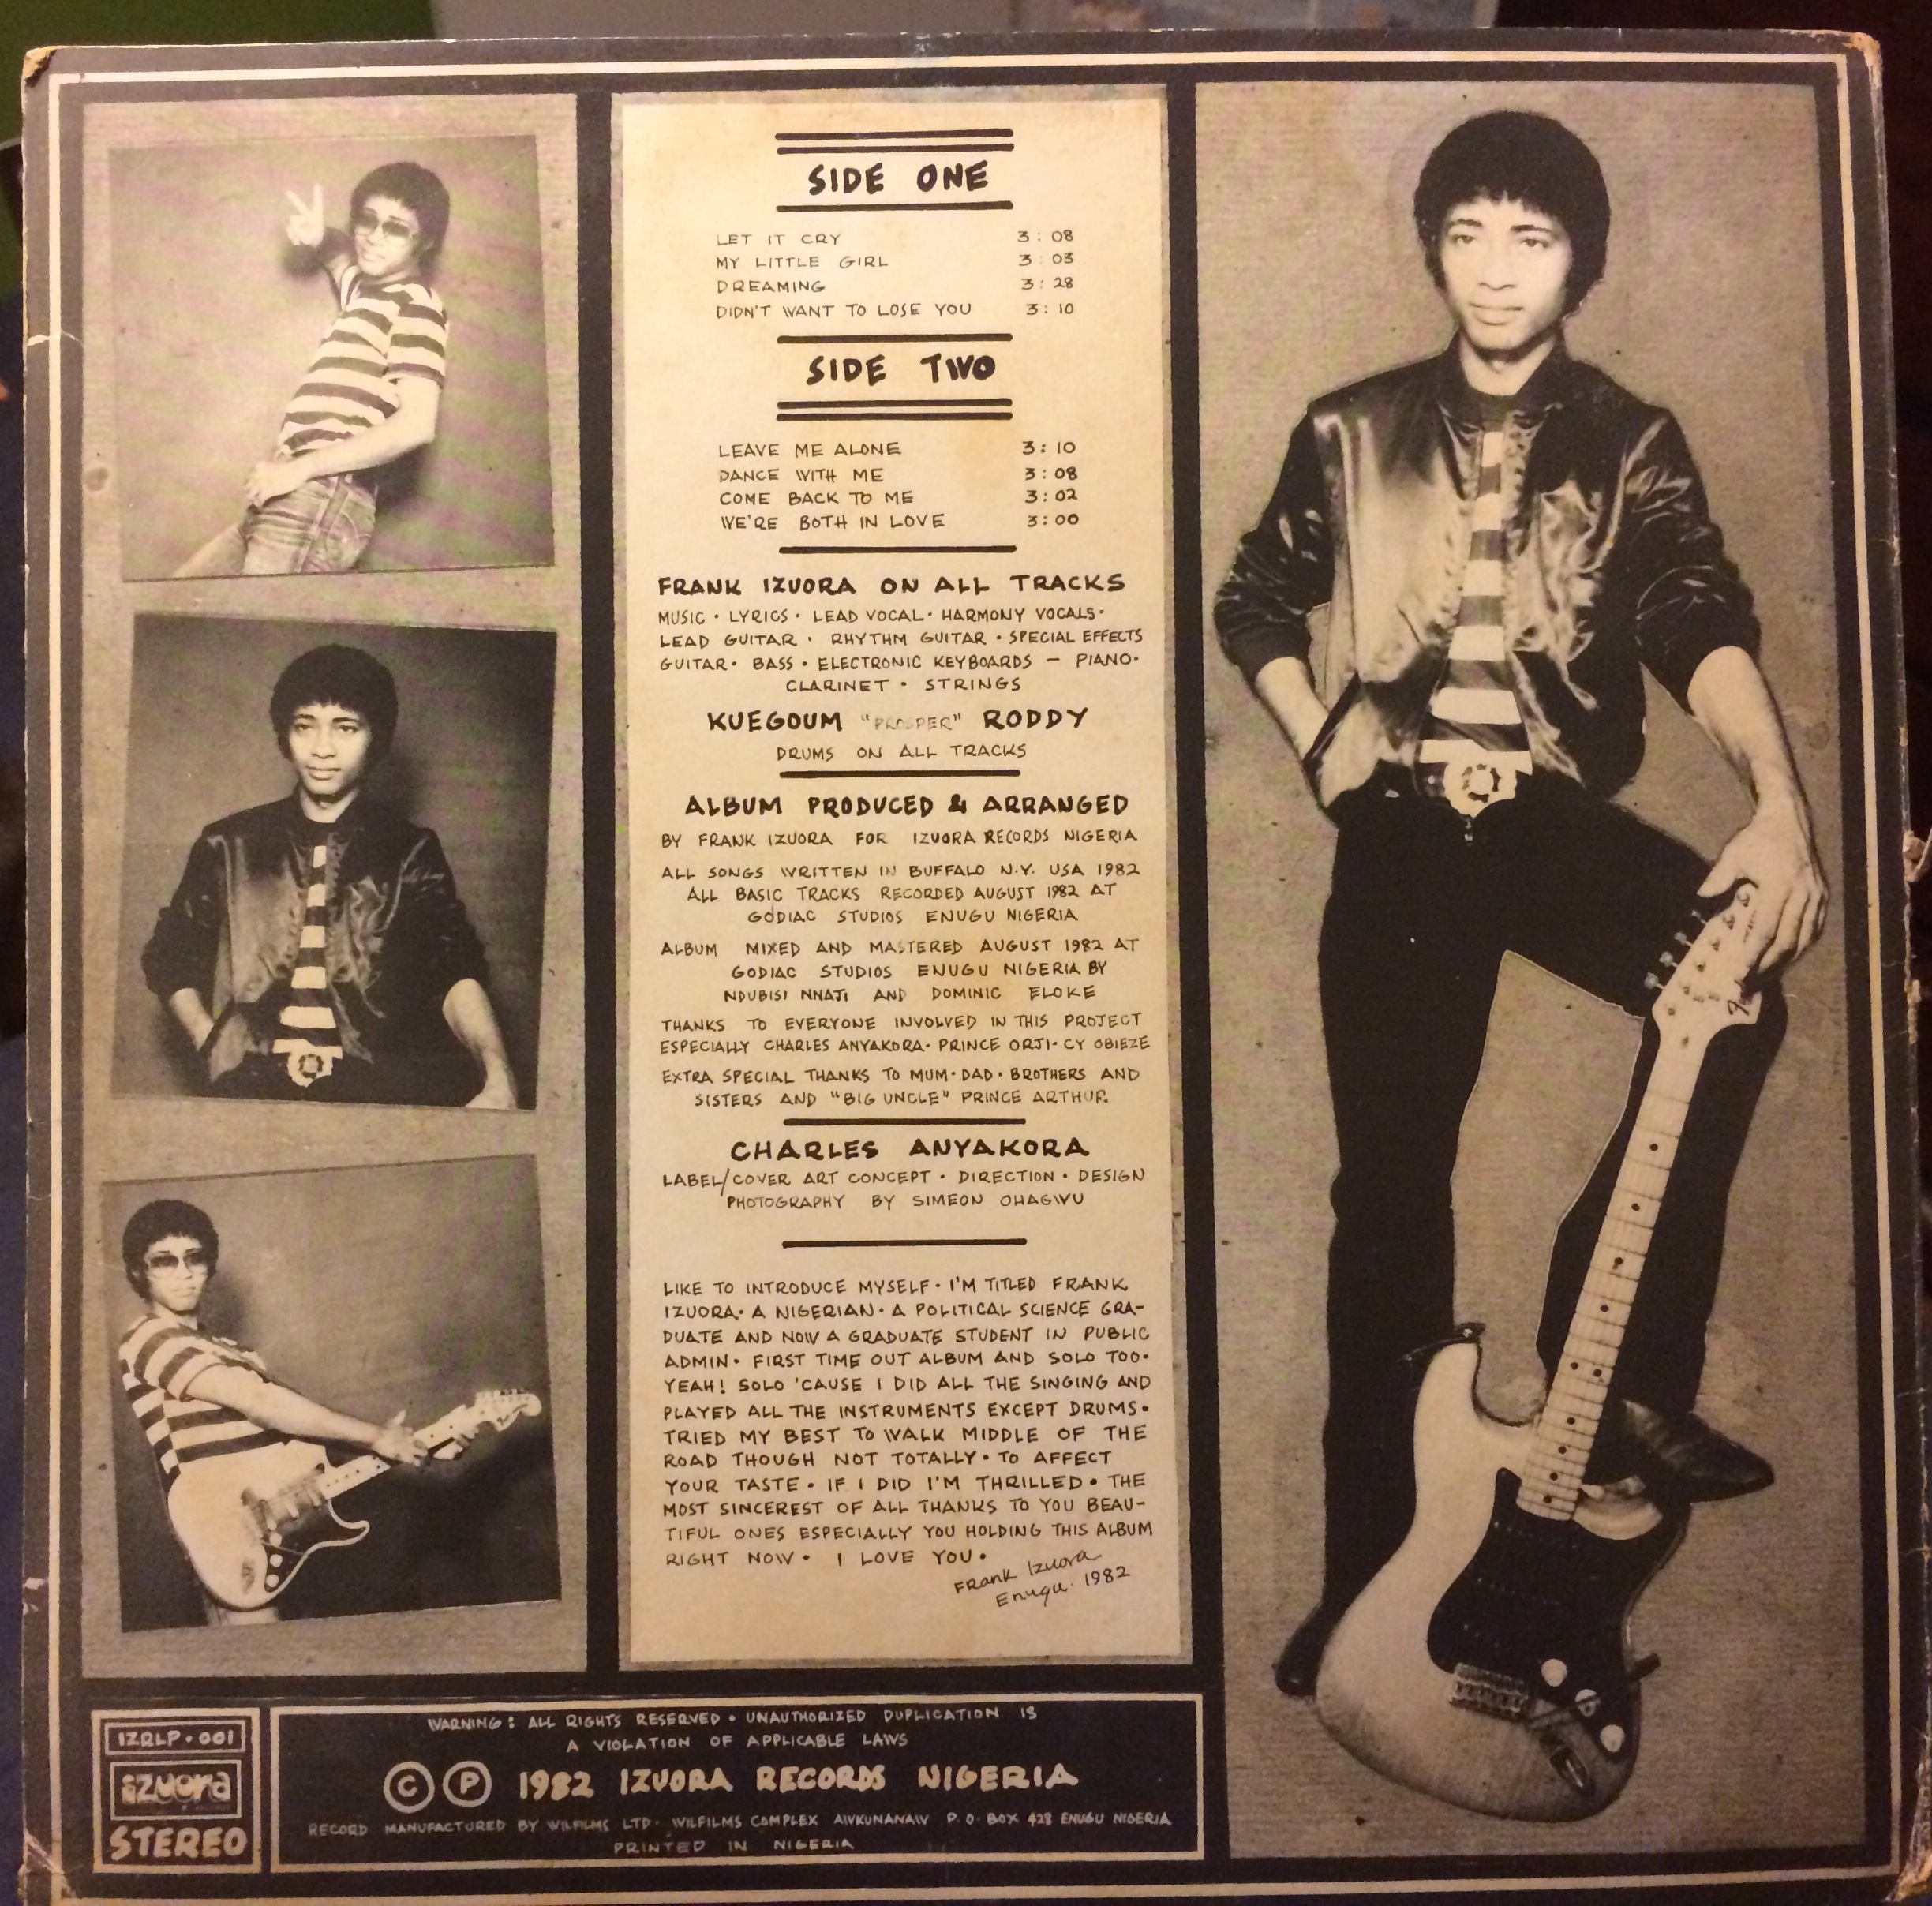 SIDE ONE
LET IT CRY 3:08
MY LITTLE GIRL 3:03
DREAMING 3:28
DIDN'T WANT TO LOSE YOU 3:10
SIDE TWO
LEAVE ME ALONE 3:10
DANCE WITH ME 3:08
COME BACK TO ME 3:02
WE'RE BOTH IN LOVE 3:00
FRANK IZUORA ON ALL TRACKS
MUSIC · LYRICS · LEAD VOCAL · HARMONY VOCALS ·
LEAD GUITAR · RHYTHM GUITAR · SPECIAL EFFECTS
GUITAR · BASS · ELECTRONIC KEYBOARDS — PIANO ·
CLARINET · STRINGS
KUEGOUM "PROSPER" RODDY
DRUMS ON ALL TRACKS
ALBUM PRODUCED & ARRANGED
BY FRANK IZUORA FOR IZUORA RECORDS NIGERIA
ALL SONGS WRITTEN IN BUFFALO N.Y. USA 1982
ALL BASIC TRACKS RECORDED AUGUST 1982 AT
GODIAC STUDIOS ENUGU NIGERIA
ALBUM MIXED AND MASTERED AUGUST 1982 AT
GODIAC STUDIOS ENUGU NIGERIA BY
NDUBISI NNAJI AND DOMINIC ELOKE
THANKS TO EVERYONE INVOLVED IN THIS PROJECT
ESPECIALLY CHARLES ANYAKORA · PRINCE ORJI · CY OBIEZE
EXTRA SPECIAL THANKS TO MUM · DAD · BROTHERS AND
SISTERS AND "BIG UNCLE" PRINCE ARTHUR.
CHARLES ANYAKORA
LABEL/COVER ART CONCEPT · DIRECTION · DESIGN
PHOTOGRAPHY BY SIMEON OHAGWU
LIKE TO INTRODUCE MYSELF · I'M TITLED FRANK
IZUORA · A NIGERIAN · A POLITICAL SCIENCE GRA-
DUATE AND NOW A GRADUATE STUDENT IN PUBLIC
ADMIN · FIRST TIME OUT ALBUM AND SOLO TOO ·
YEAH! SOLO 'CAUSE I DID ALL THE SINGING AND
PLAYED ALL THE INSTRUMENTS EXCEPT DRUMS ·
TRIED MY BEST TO WALK MIDDLE OF THE
ROAD THOUGH NOT TOTALLY · TO AFFECT
YOUR TASTE · IF I DID I'M THRILLED · THE
MOST SINCEREST OF ALL THANKS TO YOU BEAU-
TIFUL ONES ESPECIALLY YOU HOLDING THIS ALBUM
RIGHT NOW · I LOVE YOU ·
Frank Izuora
Enugu. 1982
IZRLP · 001
izuora
STEREO
WARNING: ALL RIGHTS RESERVED · UNAUTHORIZED DUPLICATION IS
A VIOLATION OF APPLICABLE LAWS
© ℗ 1982 IZUORA RECORDS NIGERIA
RECORD MANUFACTURED BY WILFILMS LTD · WILFILMS COMPLEX AWKUNANAW P.O. BOX 428 ENUGU NIGERIA
PRINTED IN NIGERIA